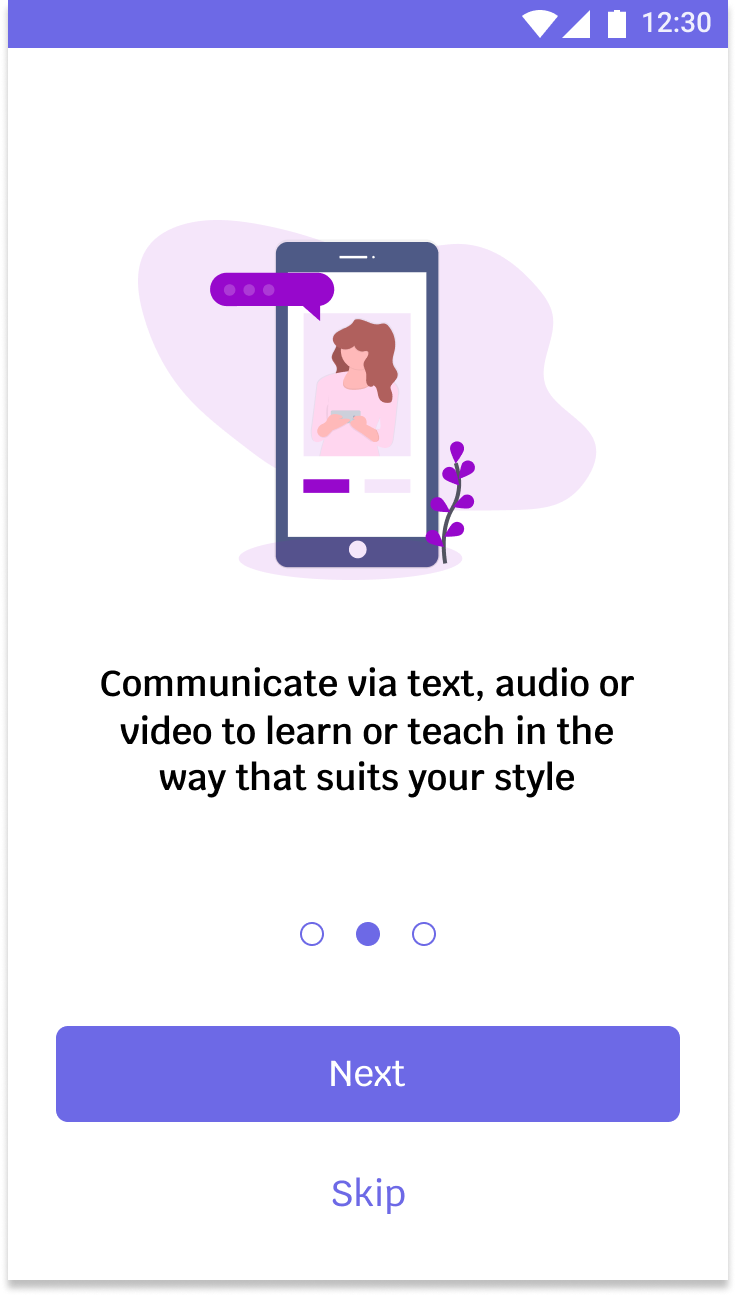 12:30
Communicate via text, audio or
video to learn or teach in the
way that suits your style
Next
Skip